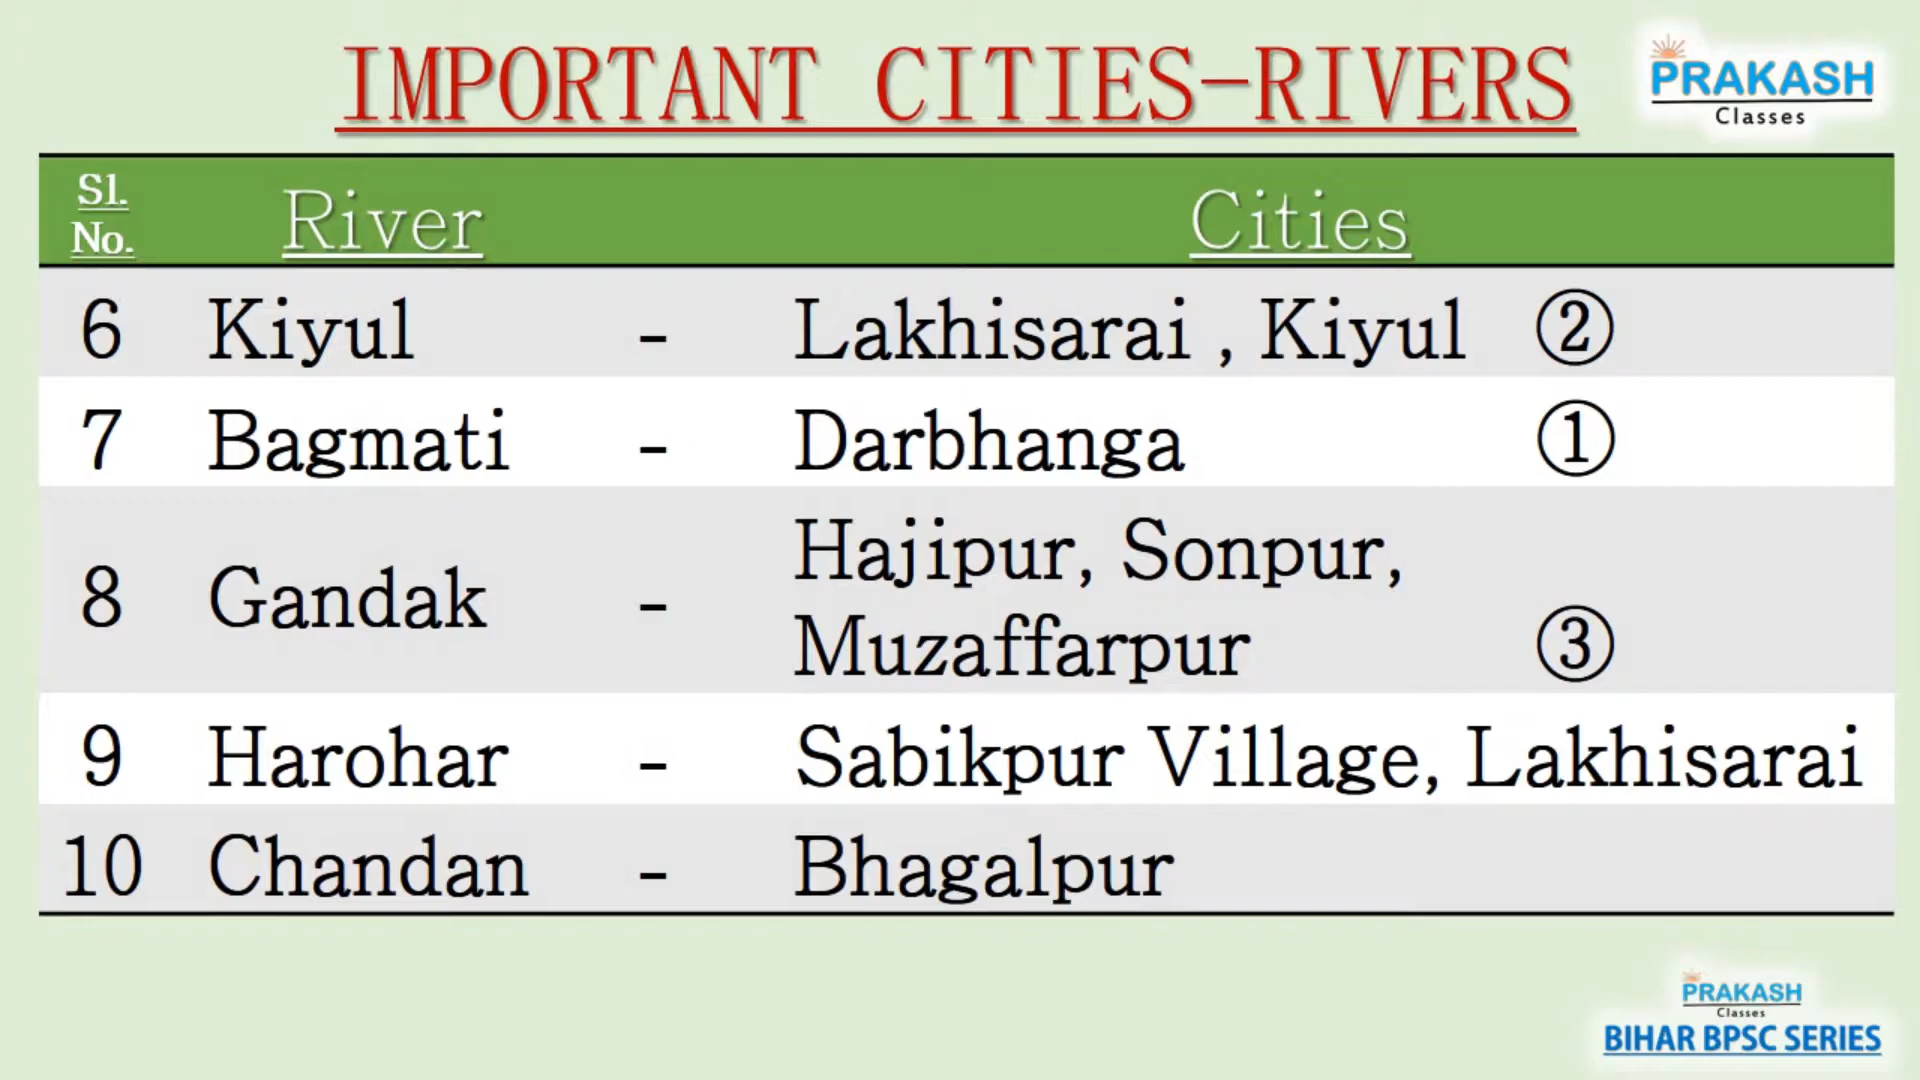 IMPORTANT CITIES-RIVERS
PRAKASH
Classes
Sl. No. River Cities
6 Kiyul - Lakhisarai , Kiyul ②
7 Bagmati - Darbhanga ①
8 Gandak - Hajipur, Sonpur,
Muzaffarpur ③
9 Harohar - Sabikpur Village, Lakhisarai
10 Chandan - Bhagalpur
PRAKASH
Classes
BIHAR BPSC SERIES